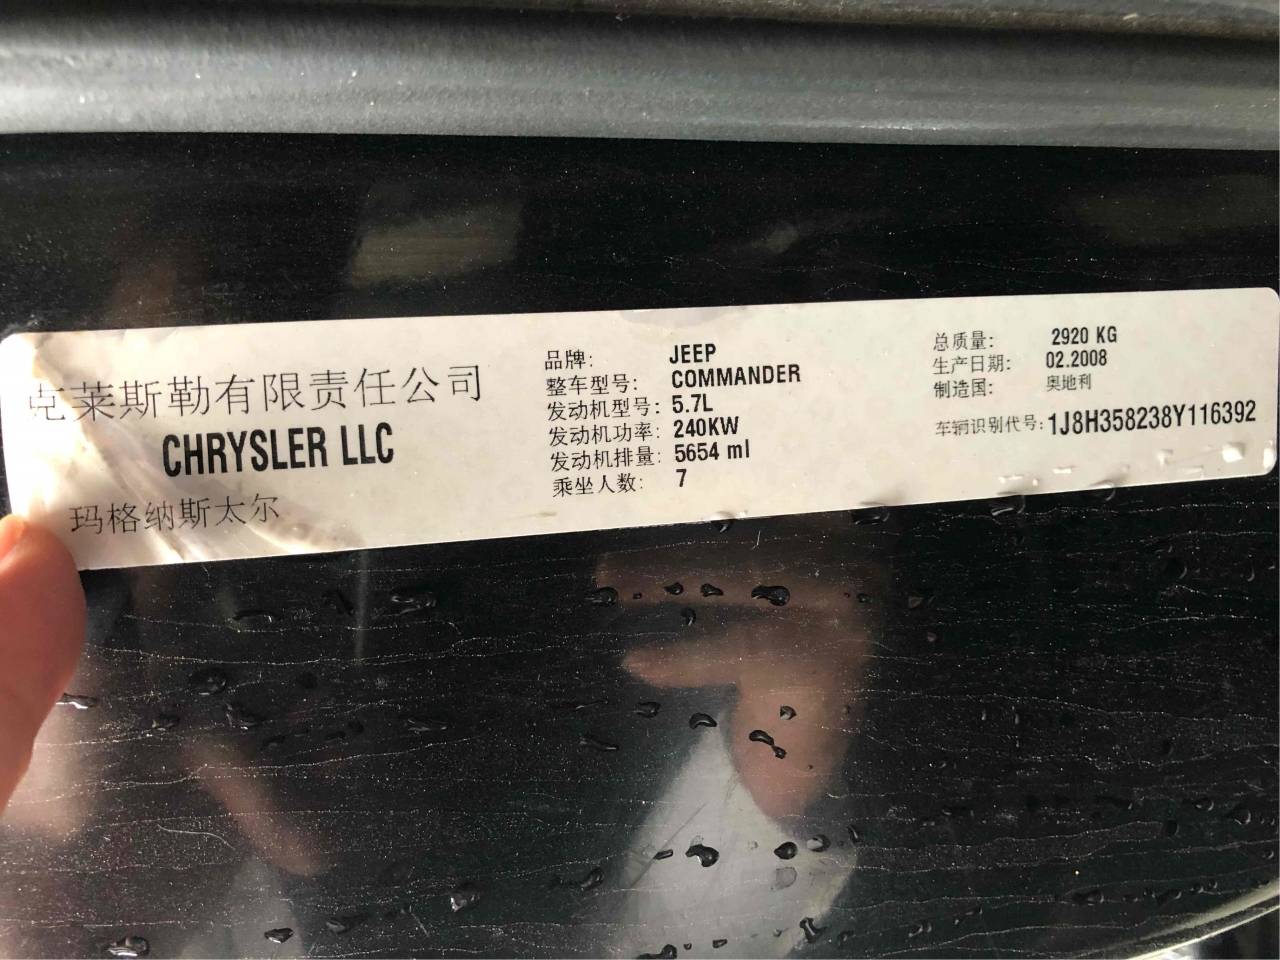 克莱斯勒有限责任公司
CHRYSLER LLC
玛格纳斯太尔
品牌: JEEP
整车型号: COMMANDER
发动机型号: 5.7L
发动机功率: 240KW
发动机排量: 5654 ml
乘坐人数: 7
总质量: 2920 KG
生产日期: 02.2008
制造国: 奥地利
车辆识别代号: 1J8H358238Y116392